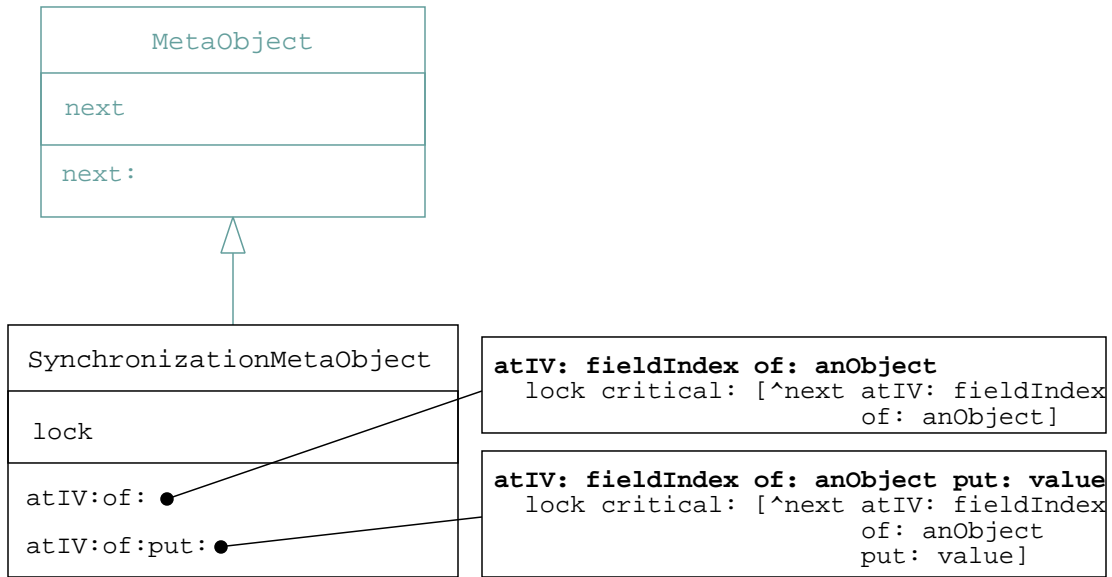 MetaObject
next
next:
SynchronizationMetaObject
lock
atIV:of:
atIV:of:put:
atIV: fieldIndex of: anObject
lock critical: [^next atIV: fieldIndex
of: anObject]
atIV: fieldIndex of: anObject put: value
lock critical: [^next atIV: fieldIndex
of: anObject
put: value]